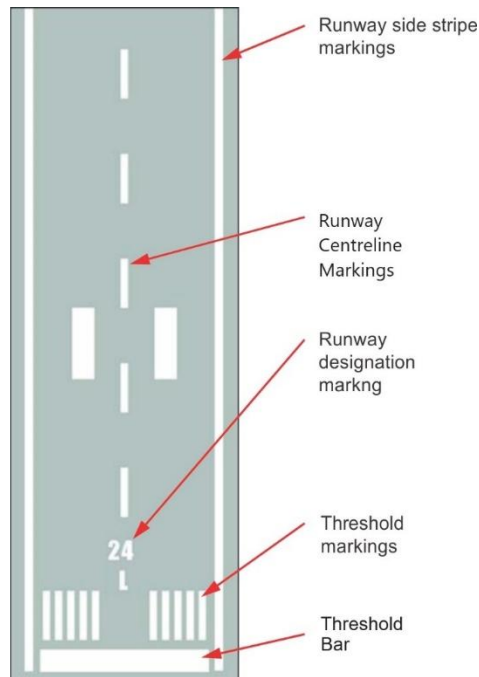 Runway side stripe
markings
Runway
Centreline
Markings
Runway
designation
markng
24
L
Threshold
markings
Threshold
Bar